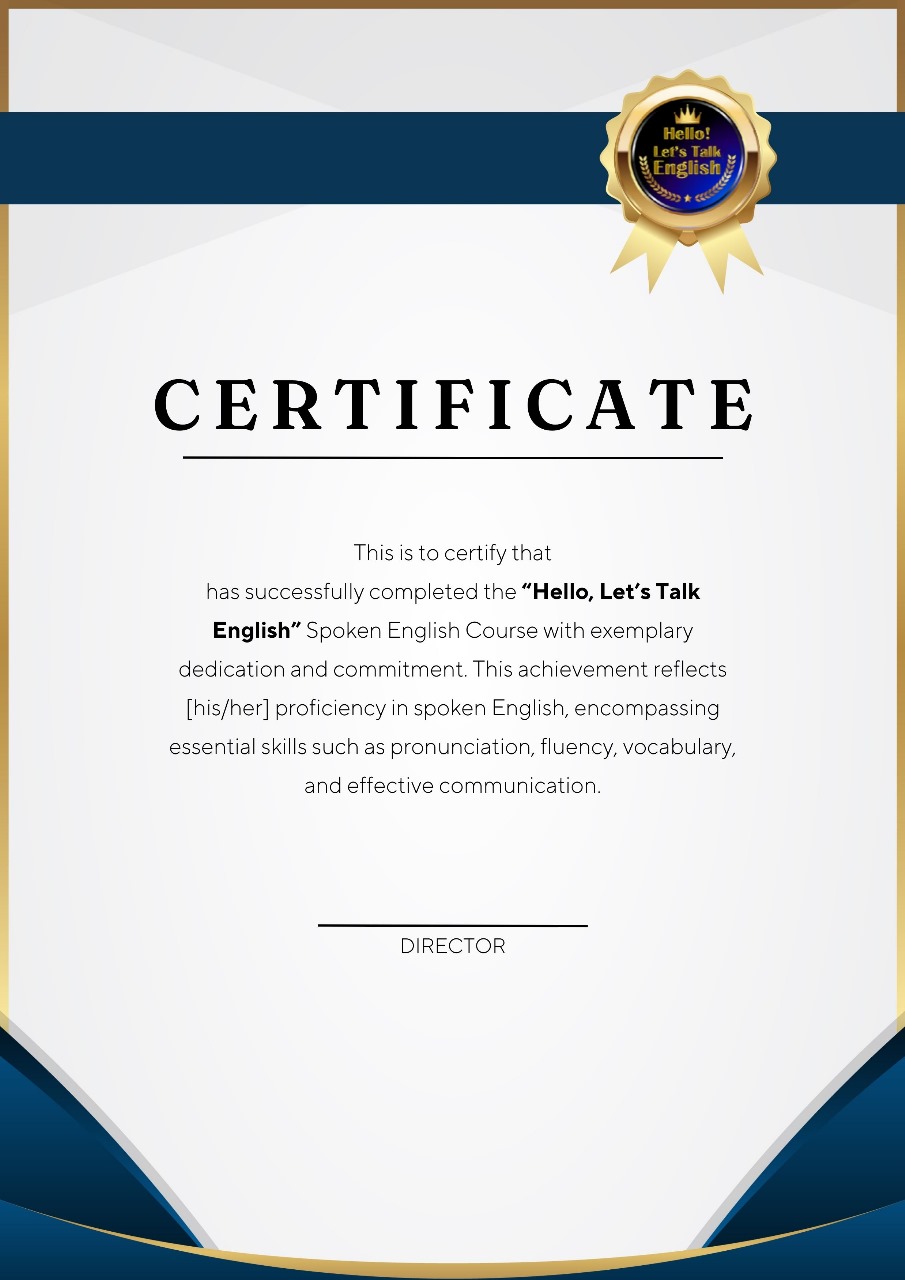 Hello!
Let's Talk
English
CERTIFICATE
This is to certify that
has successfully completed the “Hello, Let’s Talk
English” Spoken English Course with exemplary
dedication and commitment. This achievement reflects
[his/her] proficiency in spoken English, encompassing
essential skills such as pronunciation, fluency, vocabulary,
and effective communication.
DIRECTOR